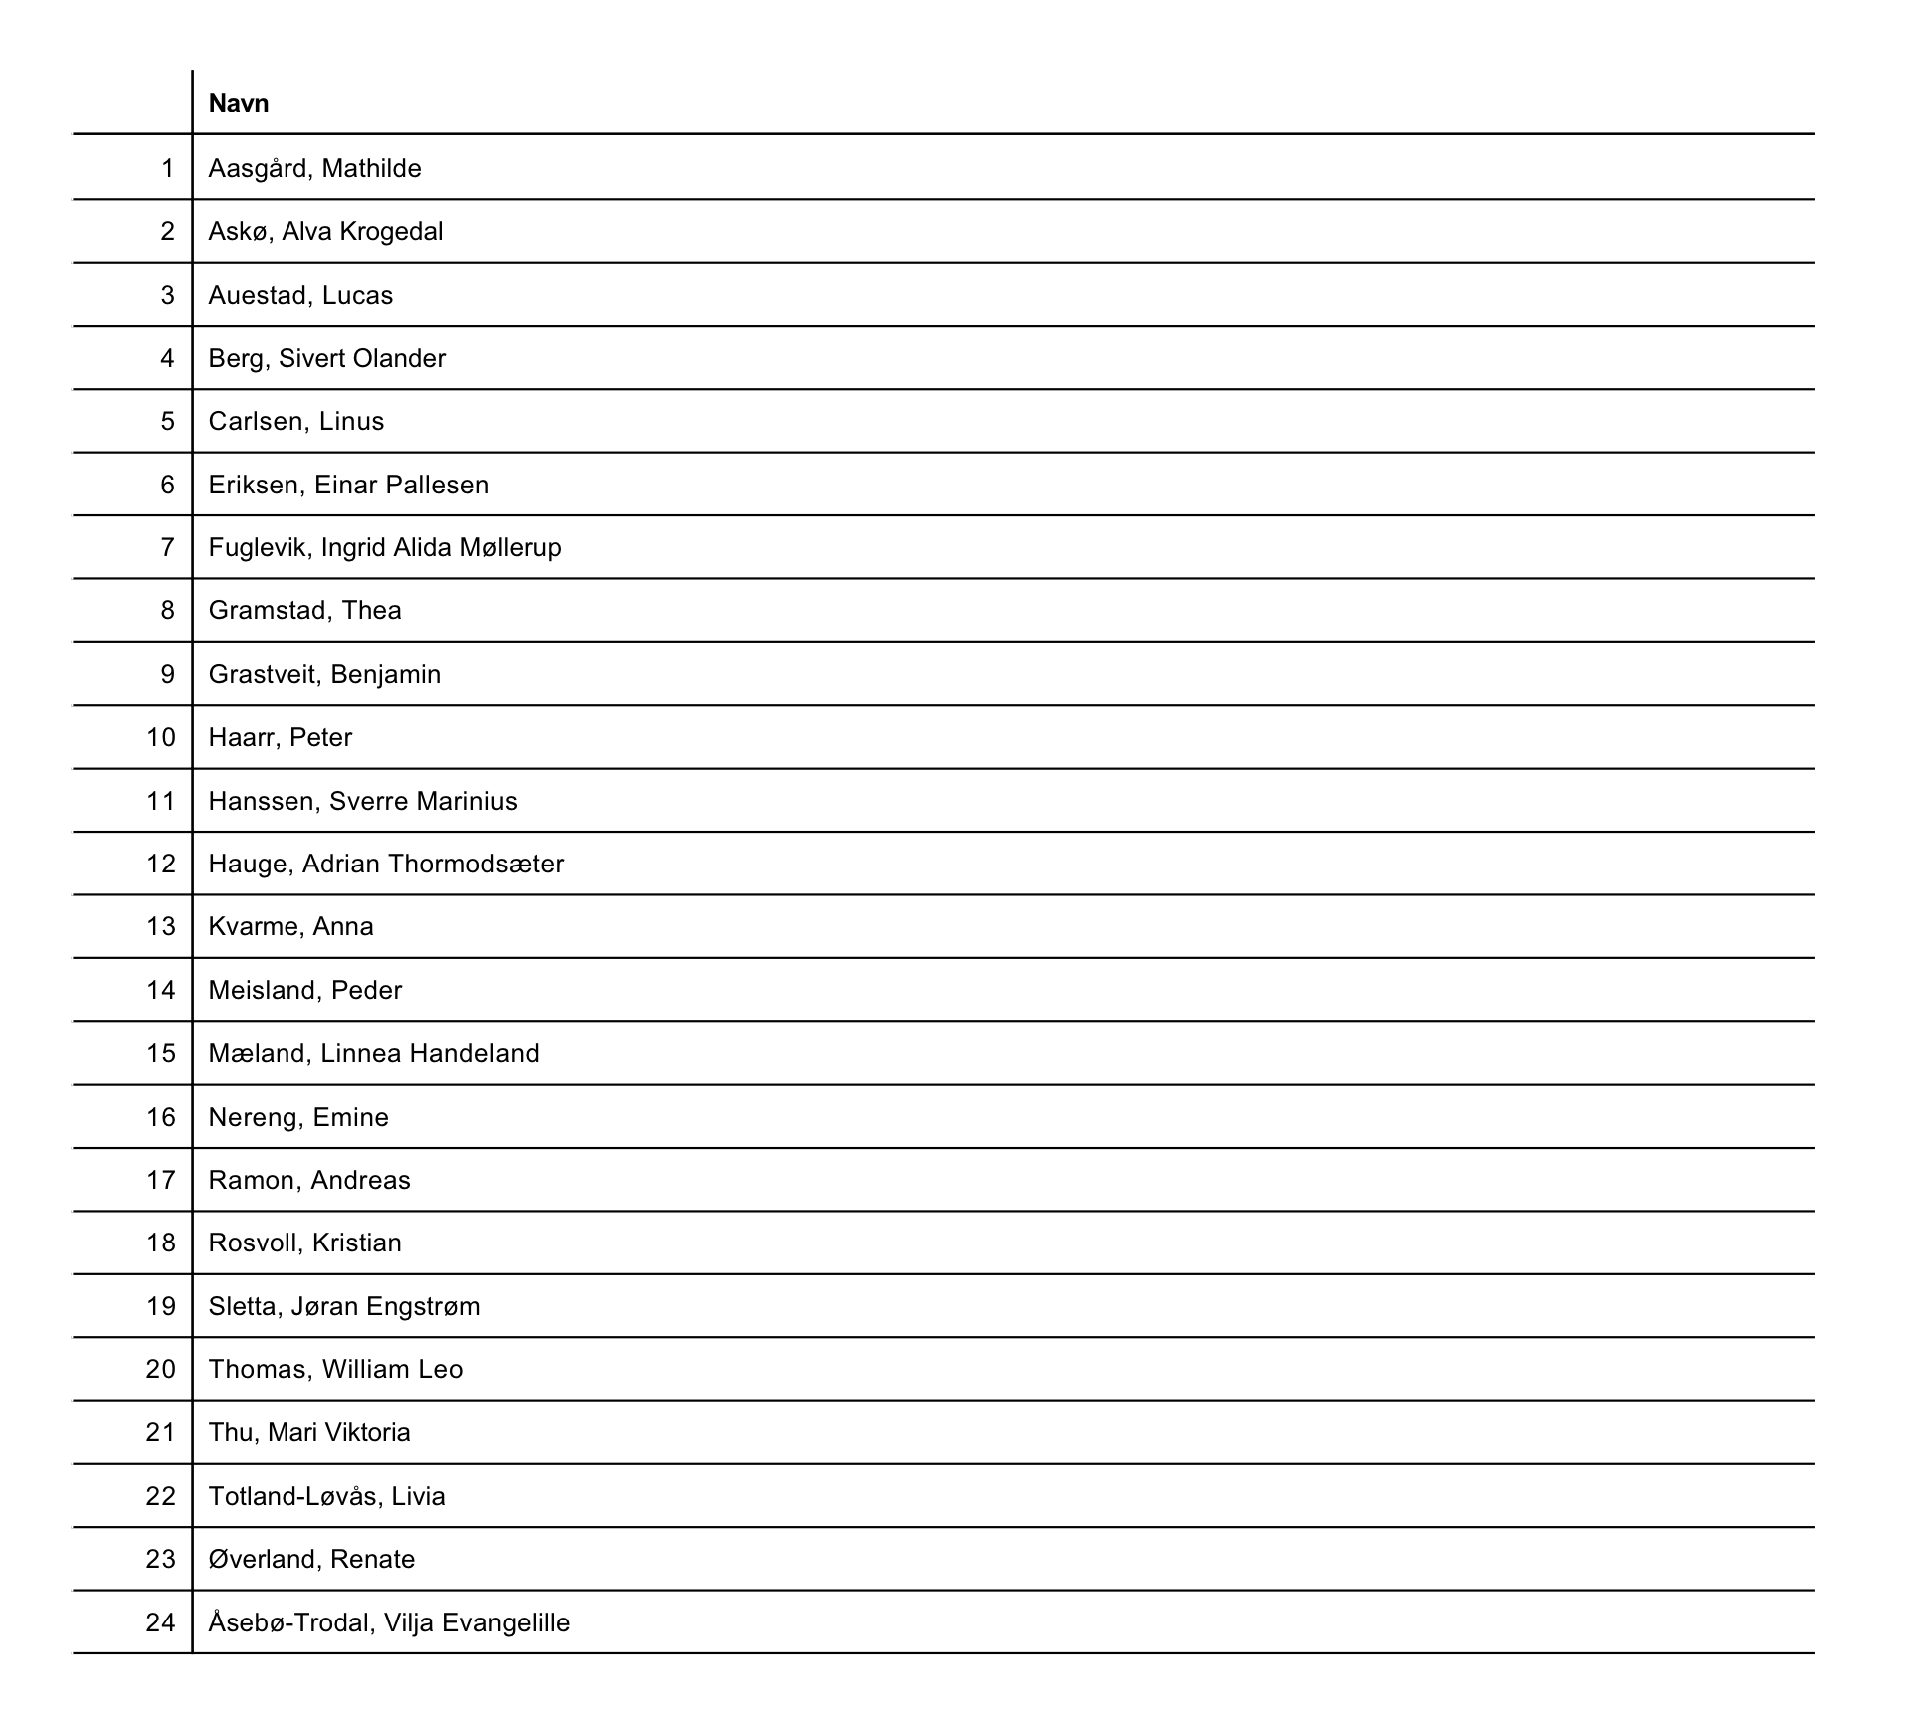 Navn
1 Aasgård, Mathilde
2 Askø, Alva Krogedal
3 Auestad, Lucas
4 Berg, Sivert Olander
5 Carlsen, Linus
6 Eriksen, Einar Pallesen
7 Fuglevik, Ingrid Alida Møllerup
8 Gramstad, Thea
9 Grastveit, Benjamin
10 Haarr, Peter
11 Hanssen, Sverre Marinius
12 Hauge, Adrian Thormodsæter
13 Kvarme, Anna
14 Meisland, Peder
15 Mæland, Linnea Handeland
16 Nereng, Emine
17 Ramon, Andreas
18 Rosvoll, Kristian
19 Sletta, Jøran Engstrøm
20 Thomas, William Leo
21 Thu, Mari Viktoria
22 Totland-Løvås, Livia
23 Øverland, Renate
24 Åsebø-Trodal, Vilja Evangelille